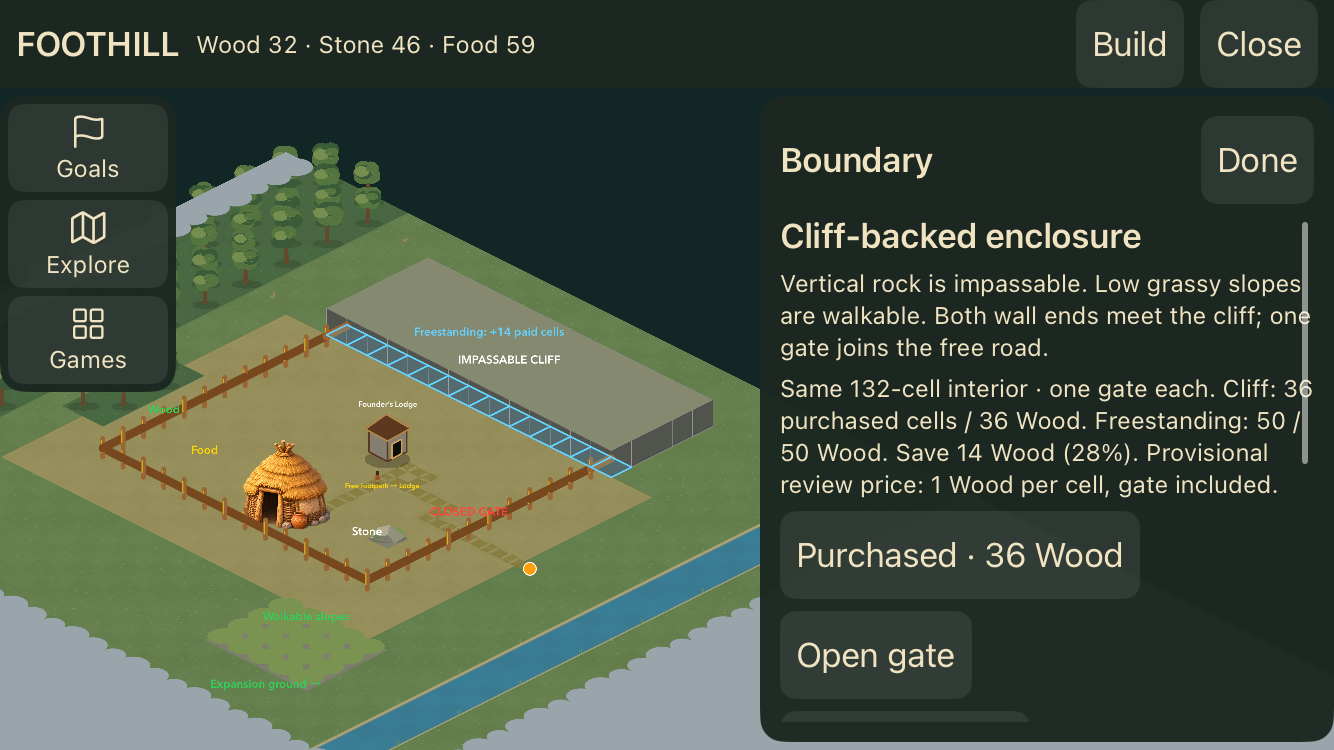 FOOTHILL Wood 32 · Stone 46 · Food 59
Build
Close
Goals
Explore
Games
Freestanding: +14 paid cells
IMPASSABLE CLIFF
Founder's Lodge
Wood
Food
Free footpath → Lodge
CLOSED GATE
Stone
Walkable slopes
Expansion ground
Boundary
Done
Cliff-backed enclosure
Vertical rock is impassable. Low grassy slopes
are walkable. Both wall ends meet the cliff; one
gate joins the free road.
Same 132-cell interior · one gate each. Cliff: 36
purchased cells / 36 Wood. Freestanding: 50 /
50 Wood. Save 14 Wood (28%). Provisional
review price: 1 Wood per cell, gate included.
Purchased · 36 Wood
Open gate